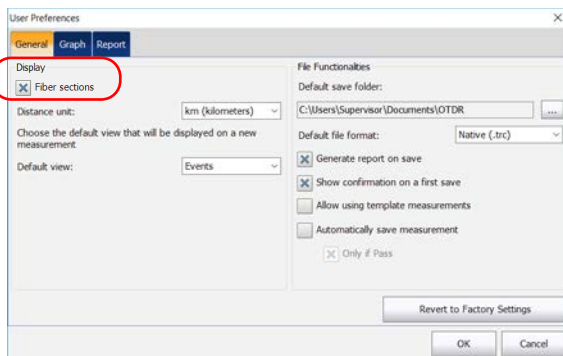 User Preferences
General Graph Report
Display
Fiber sections
Distance unit: km (kilometers)
Choose the default view that will be displayed on a new
measurement
Default view: Events
File Functionalties
Default save folder:
C:\Users\Supervisor\Documents\OTDR ...
Default file format: Native (.trc)
Generate report on save
Show confirmation on a first save
Allow using template measurements
Automatically save measurement
Only if Pass
Revert to Factory Settings
OK Cancel